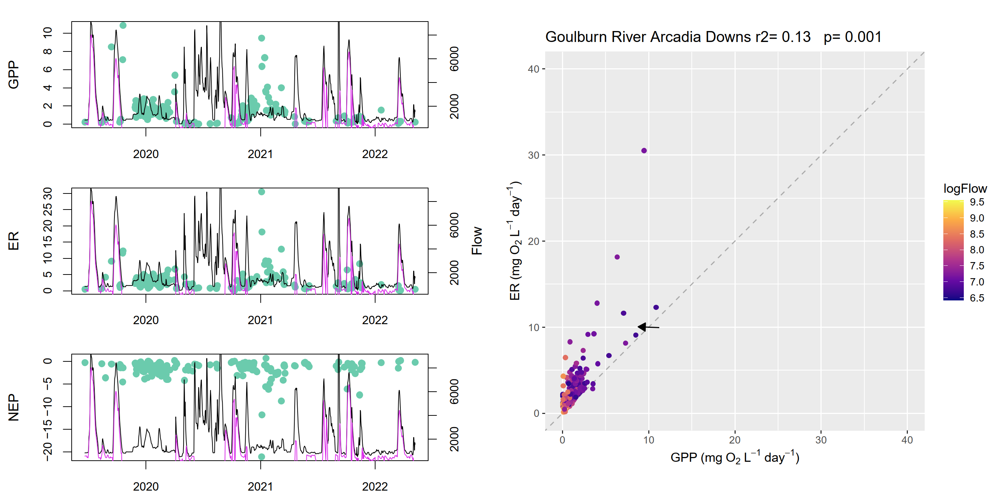 GPP
0 2 4 6 8 10
2000 6000
2020 2021 2022
ER
0 5 10 15 20 25 30
2000 6000
Flow
2020 2021 2022
NEP
−20 −15 −10 −5 0
2000 6000
2020 2021 2022
Goulburn River Arcadia Downs r2= 0.13 p= 0.001
ER (mg O₂ L⁻¹ day⁻¹)
40
30
20
10
0
0 10 20 30 40
GPP (mg O₂ L⁻¹ day⁻¹)
logFlow
9.5
9.0
8.5
8.0
7.5
7.0
6.5